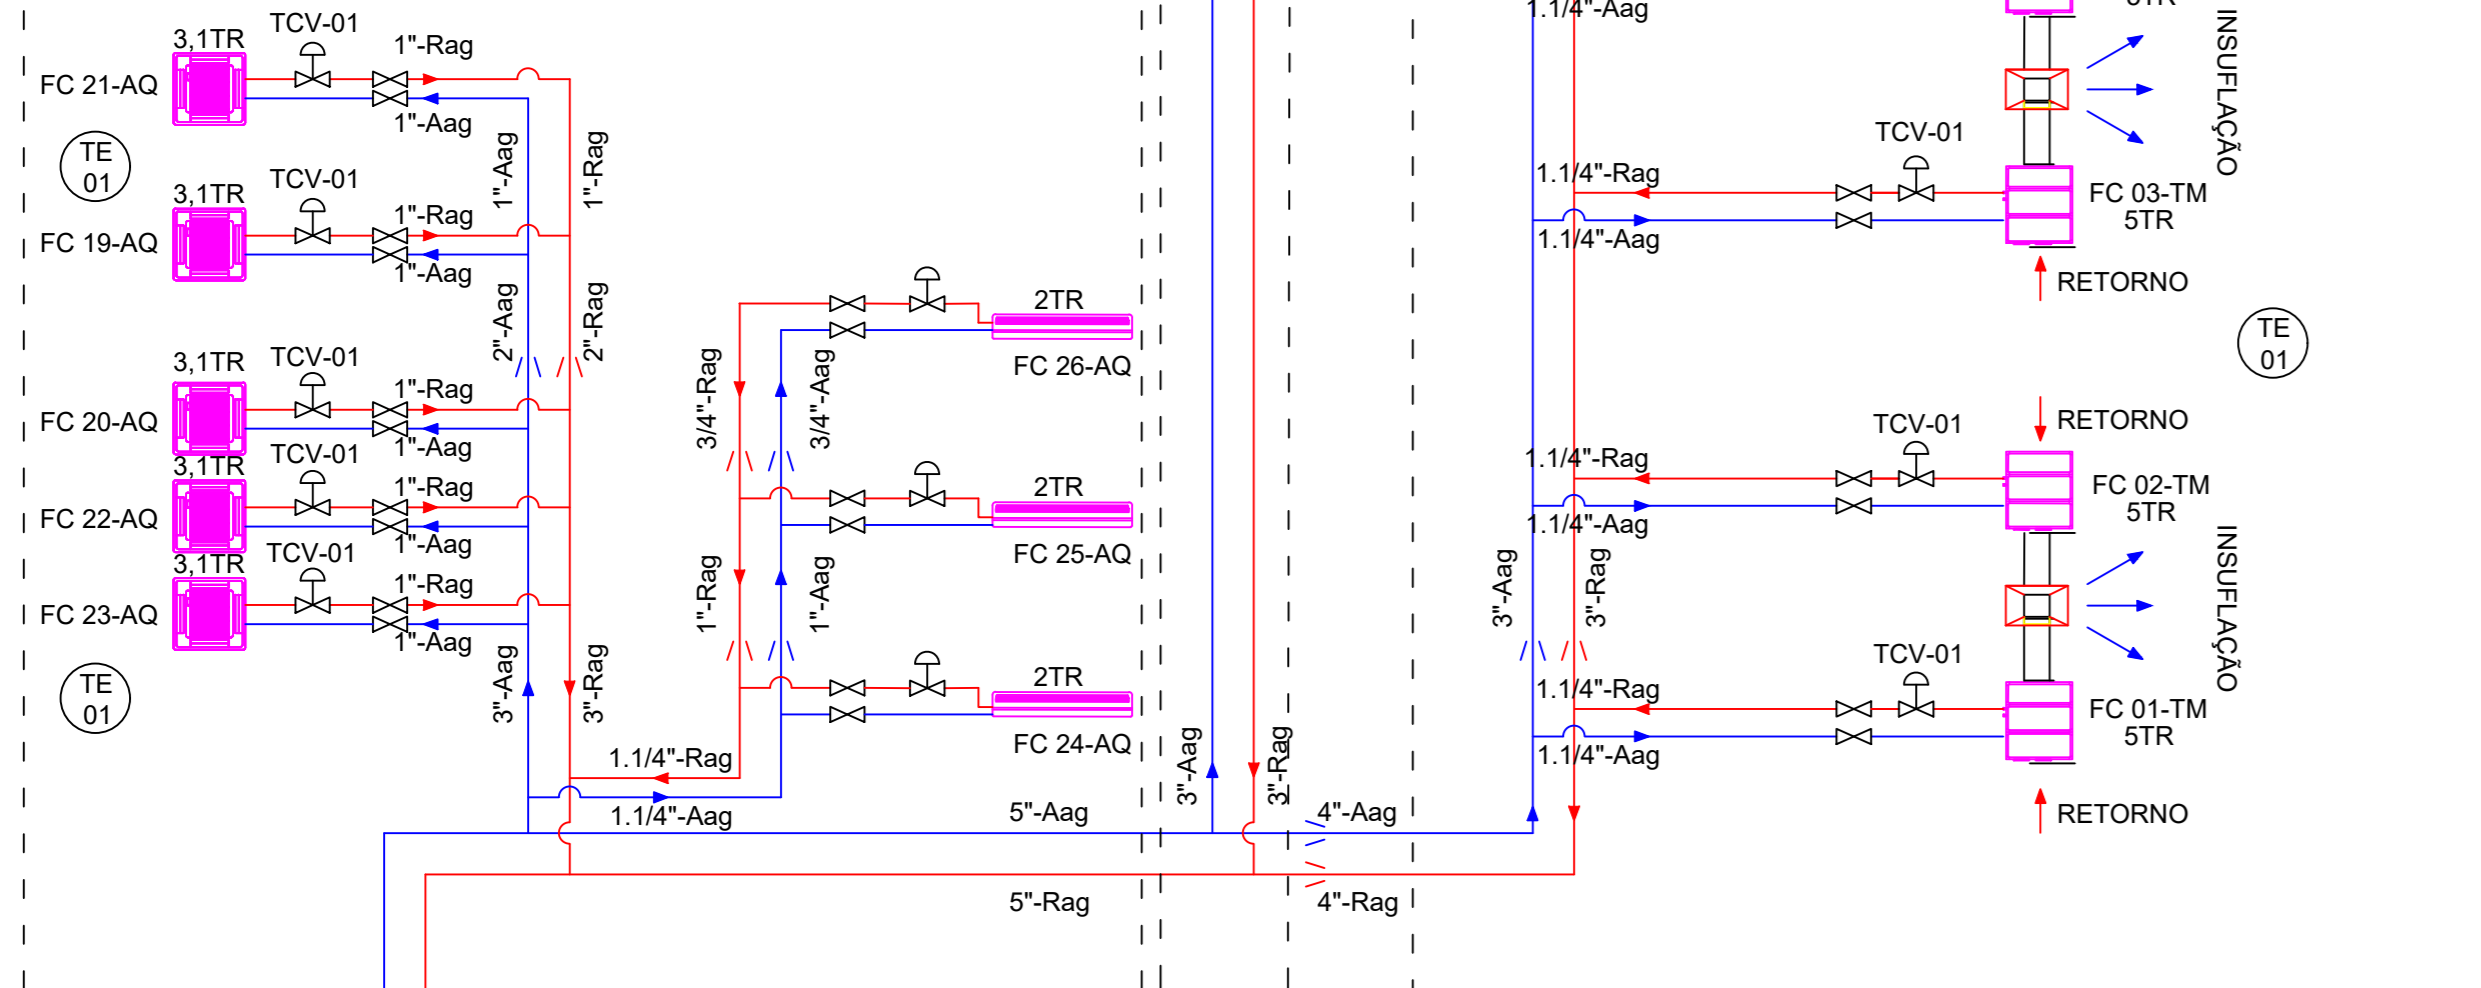 TCV-01
3,1TR
1"-Rag
FC 21-AQ
1"-Aag
TE
01
1"-Aag
1"-Rag
TCV-01
3,1TR
1"-Rag
FC 19-AQ
1"-Aag
2"-Aag
2"-Rag
TCV-01
3,1TR
1"-Rag
FC 20-AQ
1"-Aag
TCV-01
3,1TR
1"-Rag
FC 22-AQ
1"-Aag
TCV-01
3,1TR
1"-Rag
FC 23-AQ
1"-Aag
TE
01
3"-Aag
3"-Rag
2TR
FC 26-AQ
3/4"-Rag
3/4"-Aag
2TR
FC 25-AQ
1"-Rag
1"-Aag
2TR
FC 24-AQ
1.1/4"-Rag
1.1/4"-Aag
5"-Aag
5"-Rag
3"-Aag
3"-Rag
4"-Aag
4"-Rag
1.1/4"-Aag
5TR
INSUFLAÇÃO
TCV-01
1.1/4"-Rag
1.1/4"-Aag
FC 03-TM
5TR
RETORNO
TE
01
RETORNO
TCV-01
1.1/4"-Rag
1.1/4"-Aag
FC 02-TM
5TR
3"-Aag
3"-Rag
INSUFLAÇÃO
TCV-01
1.1/4"-Rag
1.1/4"-Aag
FC 01-TM
5TR
RETORNO